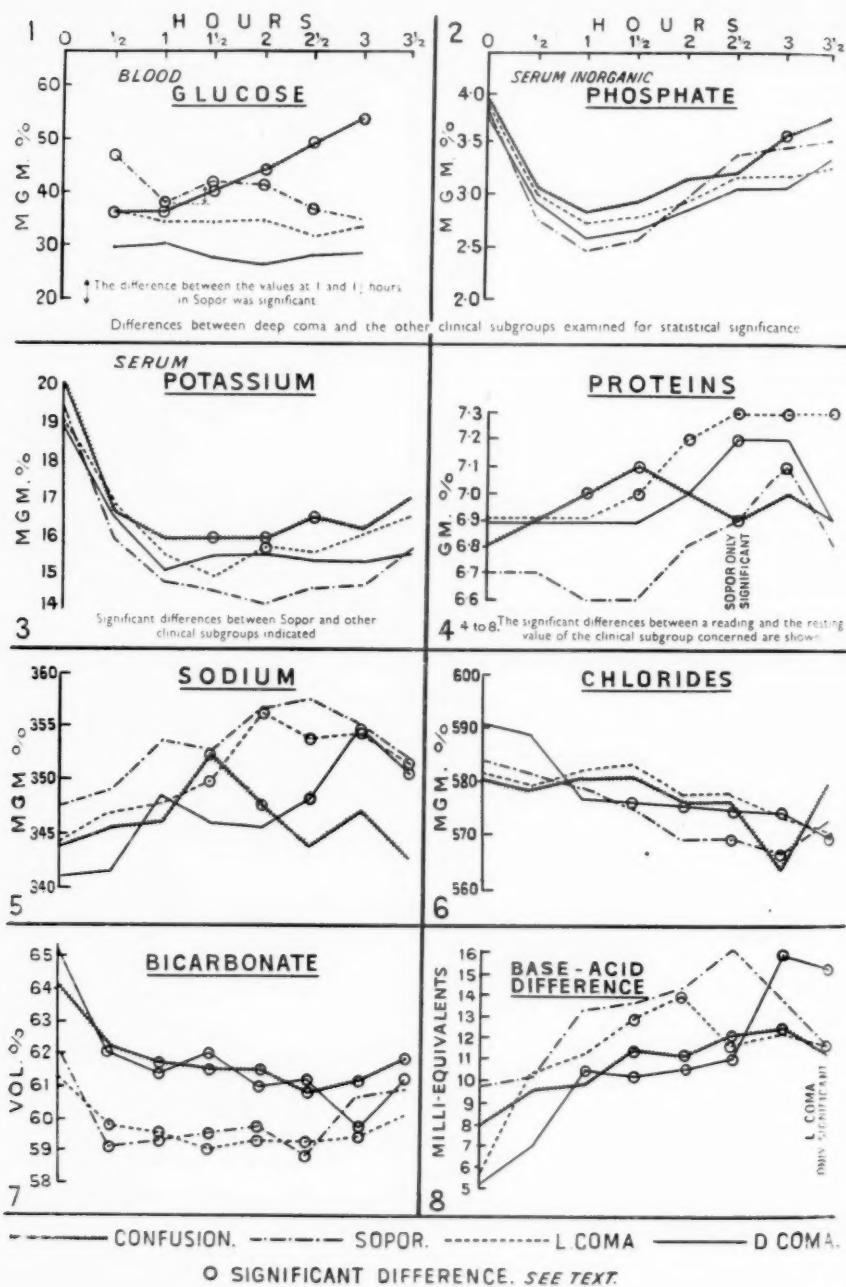 1
HOURS
0 ½ 1 1½ 2 2½ 3 3½
BLOOD
GLUCOSE
MGM. %
60
50
40
30
20
The difference between the values at 1 and 1½ hours
in Sopor was significant
2
HOURS
0 ½ 1 1½ 2 2½ 3 3½
SERUM INORGANIC
PHOSPHATE
MGM. %
4·0
3·5
3·0
2·5
2·0
Differences between deep coma and the other clinical subgroups examined for statistical significance
SERUM
POTASSIUM
MGM. %
20
19
17
16
15
14
3
Significant differences between Sopor and other
clinical subgroups indicated
PROTEINS
GM. %
7·3
7·2
7·1
7·0
6·9
6·8
6·7
6·6
SOPOR ONLY
SIGNIFICANT
4
4 to 8. The significant differences between a reading and the resting
value of the clinical subgroup concerned are shown
SODIUM
MGM %
360
355
350
345
340
5
CHLORIDES
MGM. %
600
590
580
570
560
6
BICARBONATE
VOL. %
65
64
63
62
61
60
59
58
7
BASE-ACID
DIFFERENCE
MILLI-EQUIVALENTS
16
15
14
13
12
11
10
9
8
7
6
5
L COMA
ONLY SIGNIFICANT
8
CONFUSION. SOPOR. L.COMA D COMA.
O SIGNIFICANT DIFFERENCE. SEE TEXT.